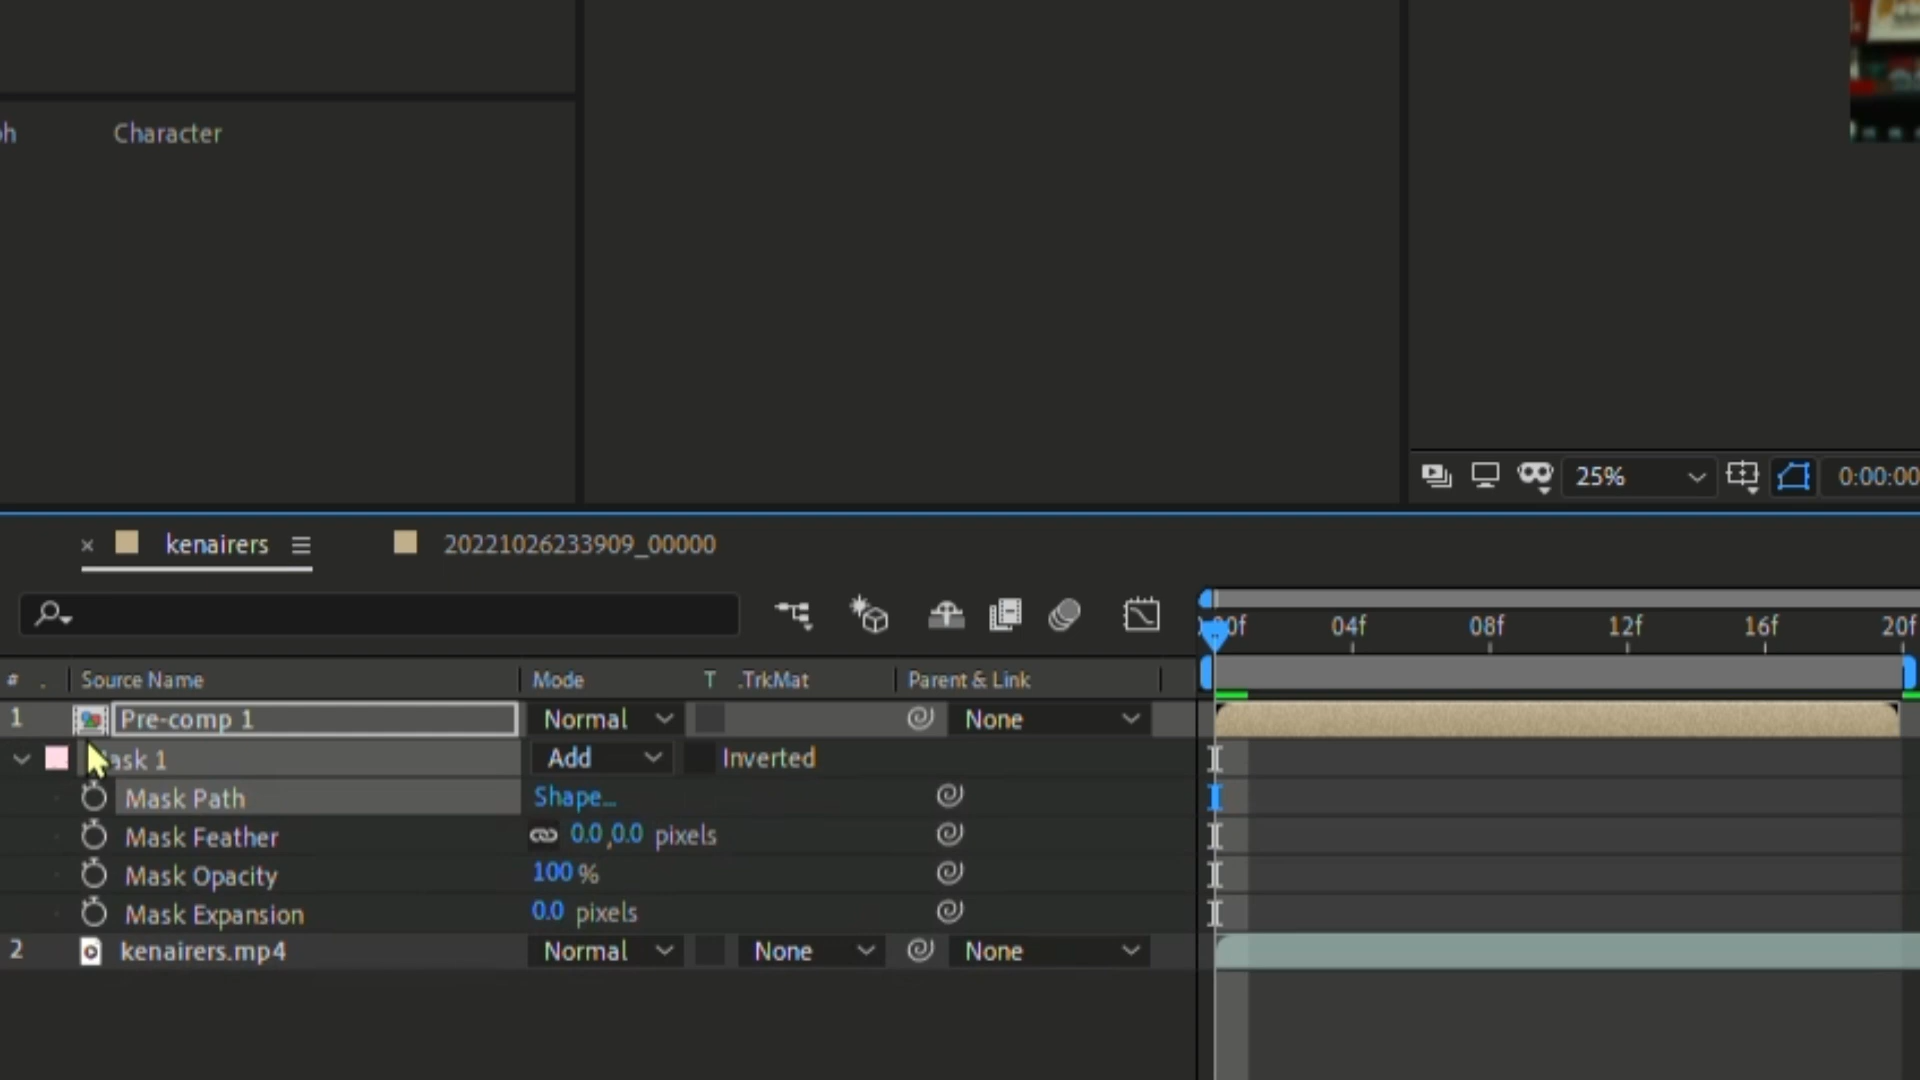 Character
25%
0:00:00
kenairers
20221026233909_00000
00f 04f 08f 12f 16f 20f
# . Source Name Mode T .TrkMat Parent & Link
1 Pre-comp 1 Normal None
ask 1 Add Inverted
Mask Path Shape...
Mask Feather 0.0,0.0 pixels
Mask Opacity 100 %
Mask Expansion 0.0 pixels
2 kenairers.mp4 Normal None None